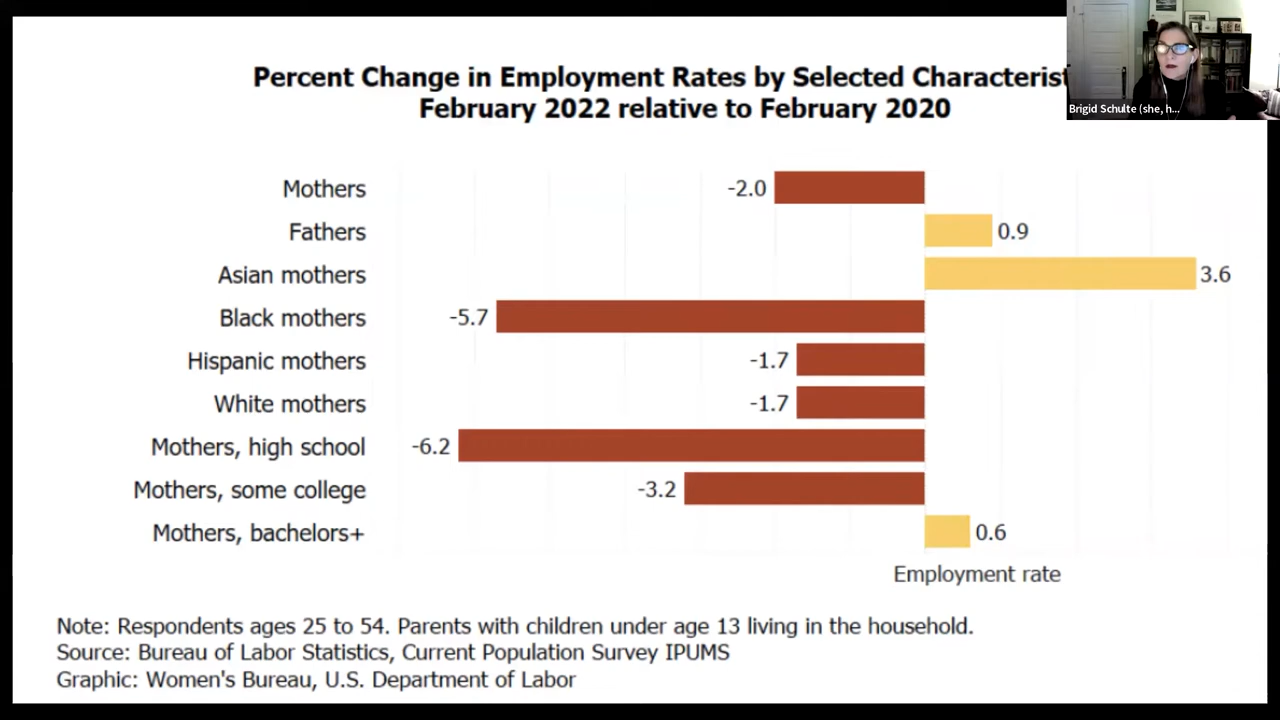 Percent Change in Employment Rates by Selected Characterist
February 2022 relative to February 2020
Brigid Schulte (she, h...
Mothers -2.0
Fathers 0.9
Asian mothers 3.6
Black mothers -5.7
Hispanic mothers -1.7
White mothers -1.7
Mothers, high school -6.2
Mothers, some college -3.2
Mothers, bachelors+ 0.6
Employment rate
Note: Respondents ages 25 to 54. Parents with children under age 13 living in the household.
Source: Bureau of Labor Statistics, Current Population Survey IPUMS
Graphic: Women's Bureau, U.S. Department of Labor